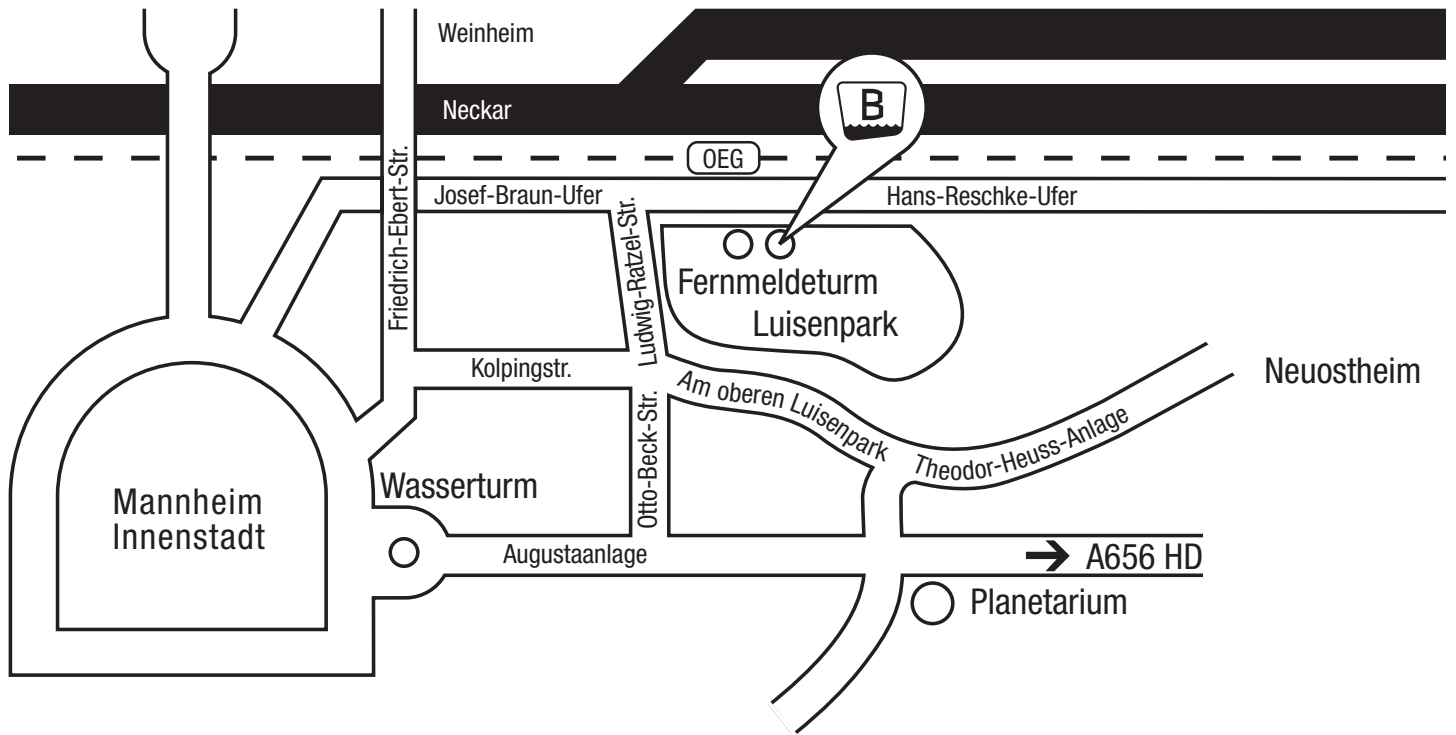 Weinheim
Neckar
B
OEG
Josef-Braun-Ufer
Hans-Reschke-Ufer
Friedrich-Ebert-Str.
Ludwig-Ratzel-Str.
Fernmeldeturm
Luisenpark
Kolpingstr.
Am oberen Luisenpark
Neuostheim
Theodor-Heuss-Anlage
Otto-Beck-Str.
Wasserturm
Mannheim
Innenstadt
Augustaanlage
A656 HD
Planetarium